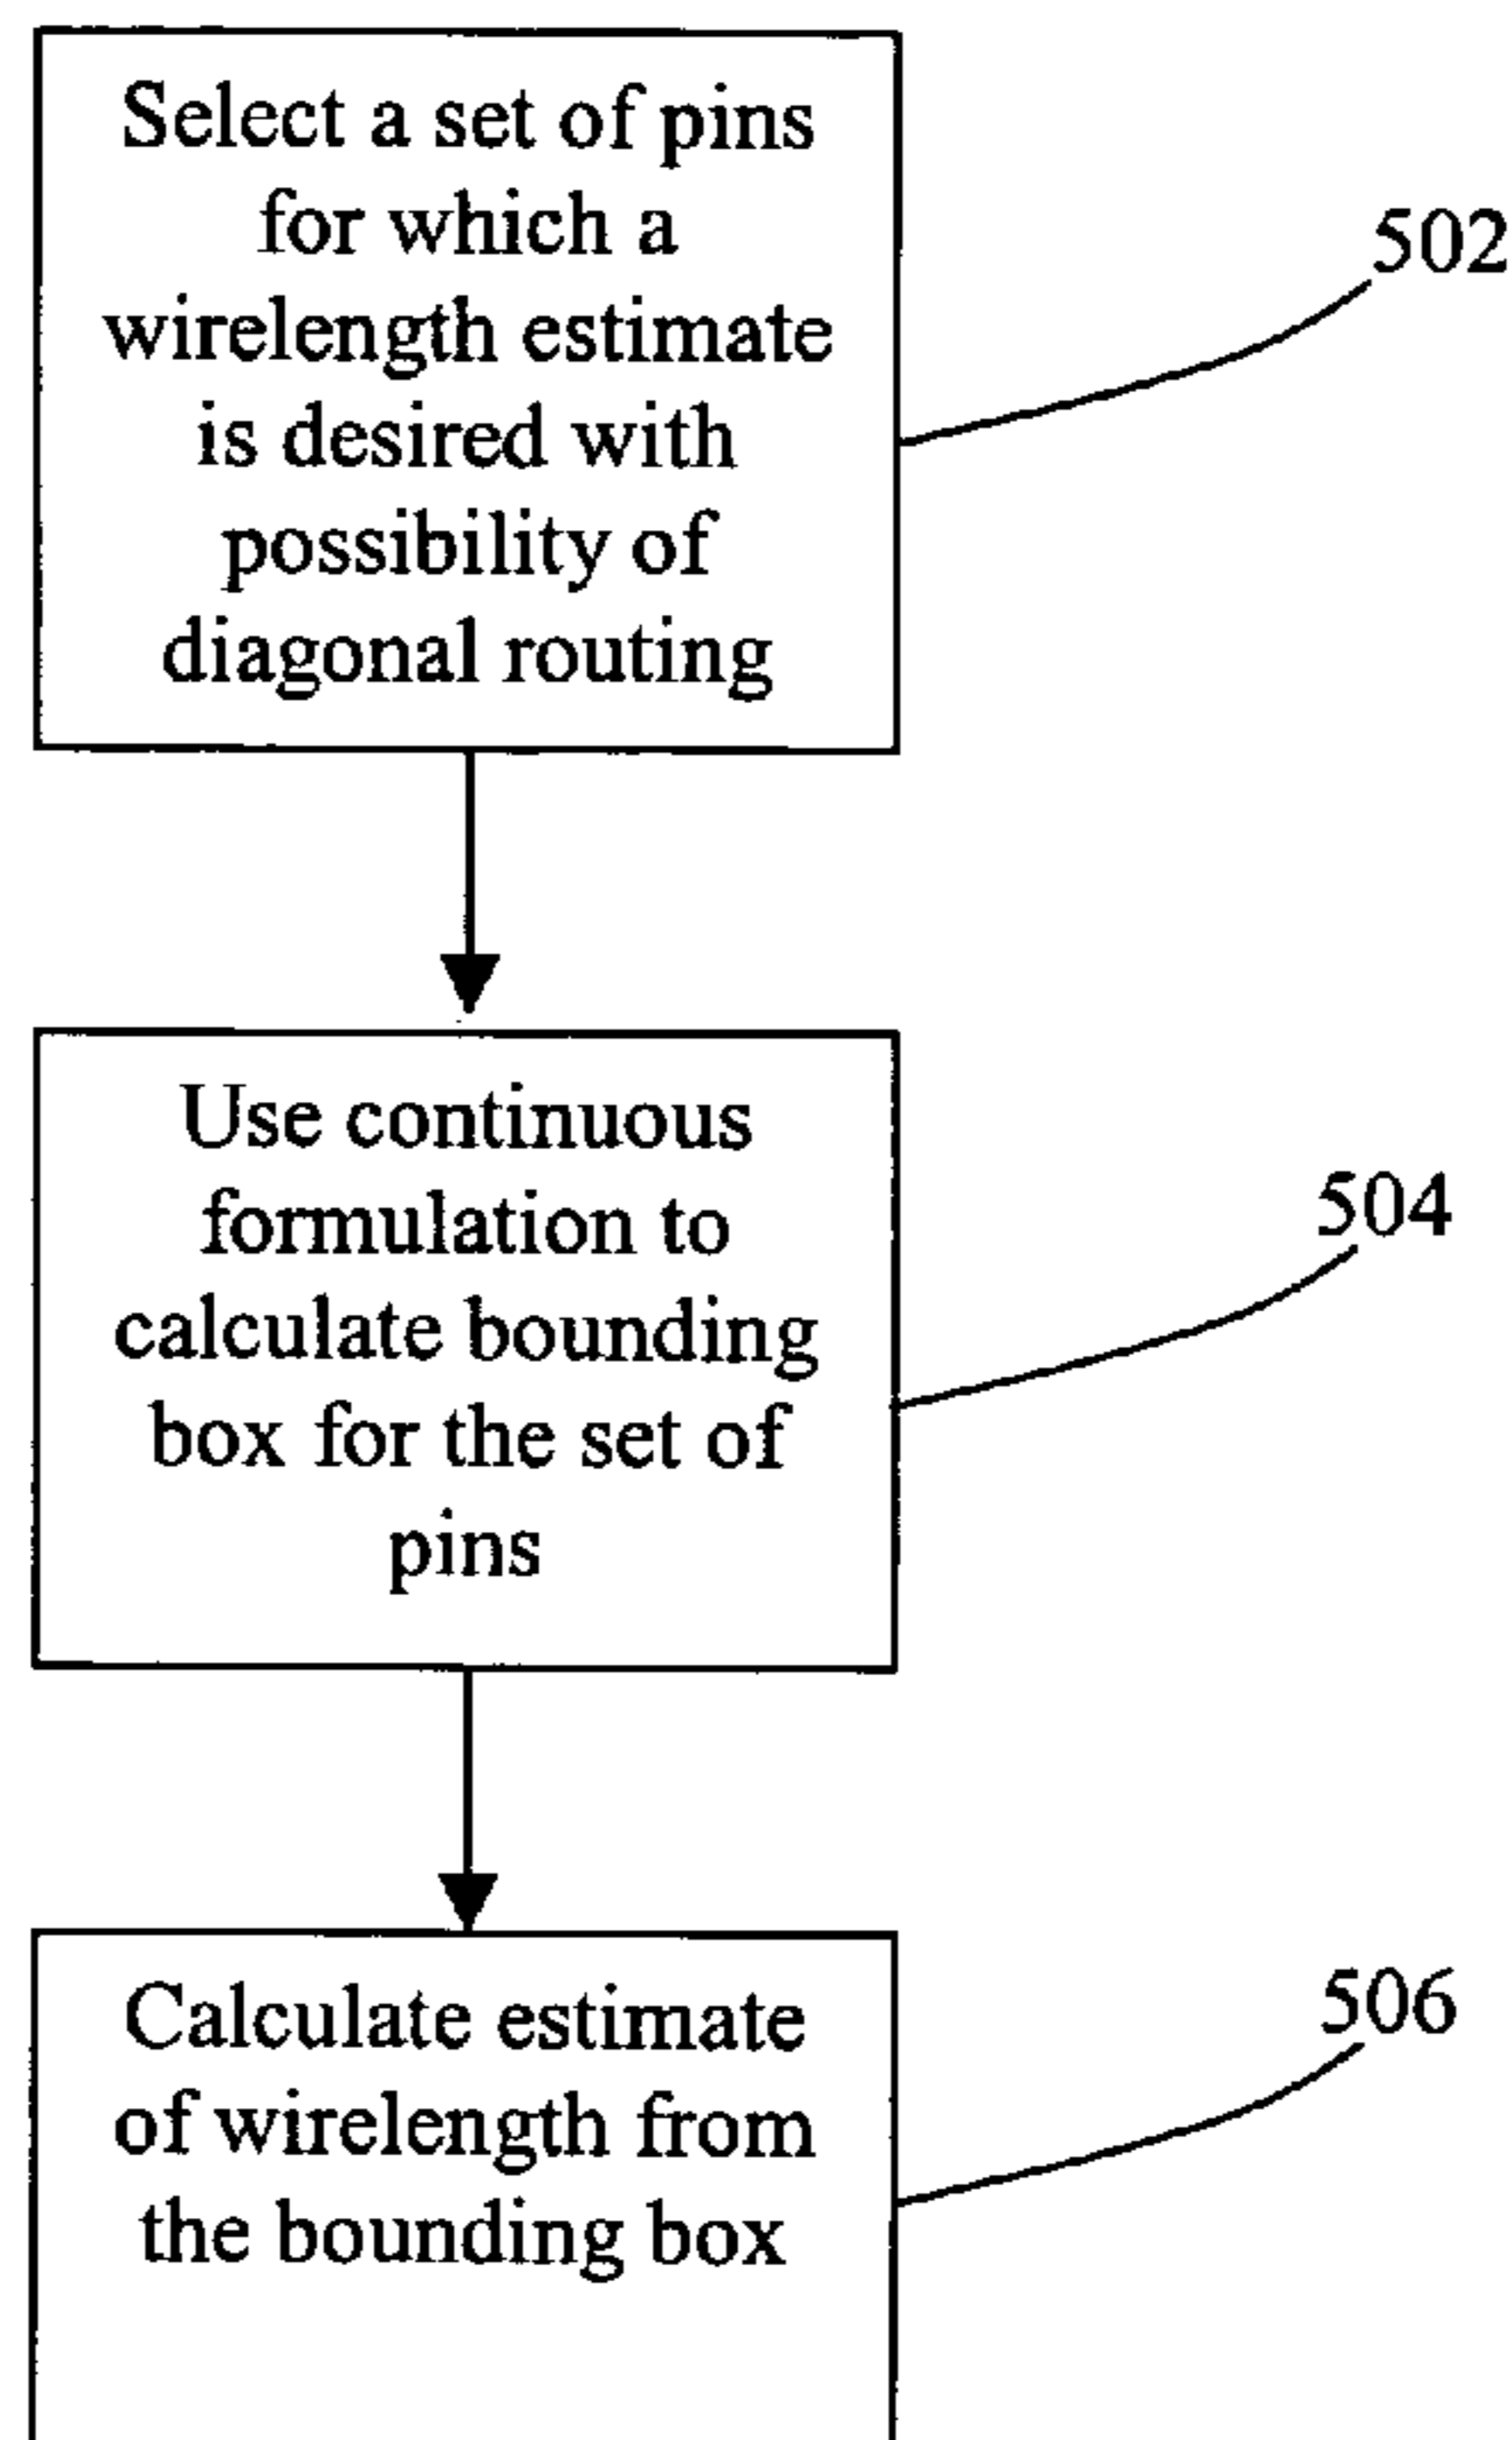 Select a set of pins
for which a
wirelength estimate
is desired with
possibility of
diagonal routing
502
Use continuous
formulation to
calculate bounding
box for the set of
pins
504
Calculate estimate
of wirelength from
the bounding box
506